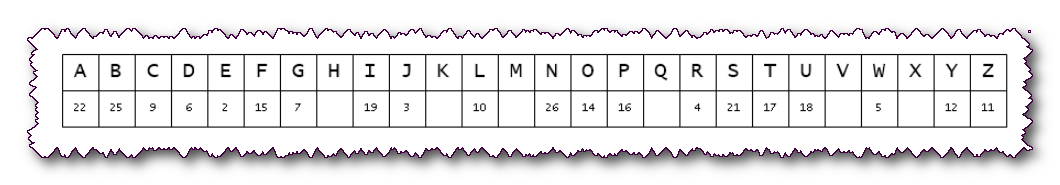 A B C D E F G H I J K L M N O P Q R S T U V W X Y Z
22 25 9 6 2 15 7 19 3 10 26 14 16 4 21 17 18 5 12 11